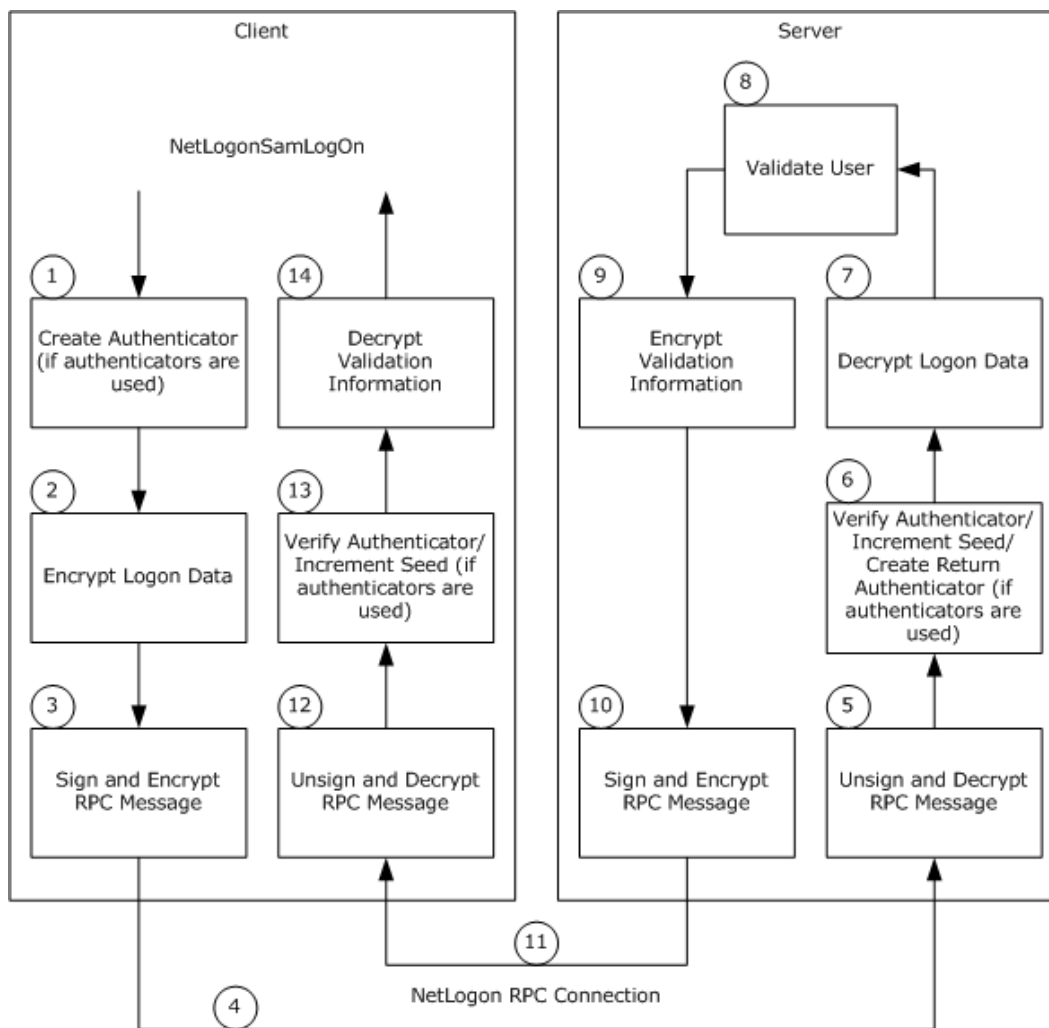 Client
NetLogonSamLogOn
1
Create Authenticator
(if authenticators are
used)
2
Encrypt Logon Data
3
Sign and Encrypt
RPC Message
14
Decrypt
Validation
Information
13
Verify Authenticator/
Increment Seed (if
authenticators are
used)
12
Unsign and Decrypt
RPC Message
Server
8
Validate User
9
Encrypt
Validation
Information
10
Sign and Encrypt
RPC Message
7
Decrypt Logon Data
6
Verify Authenticator/
Increment Seed/
Create Return
Authenticator (if
authenticators are
used)
5
Unsign and Decrypt
RPC Message
11
NetLogon RPC Connection
4